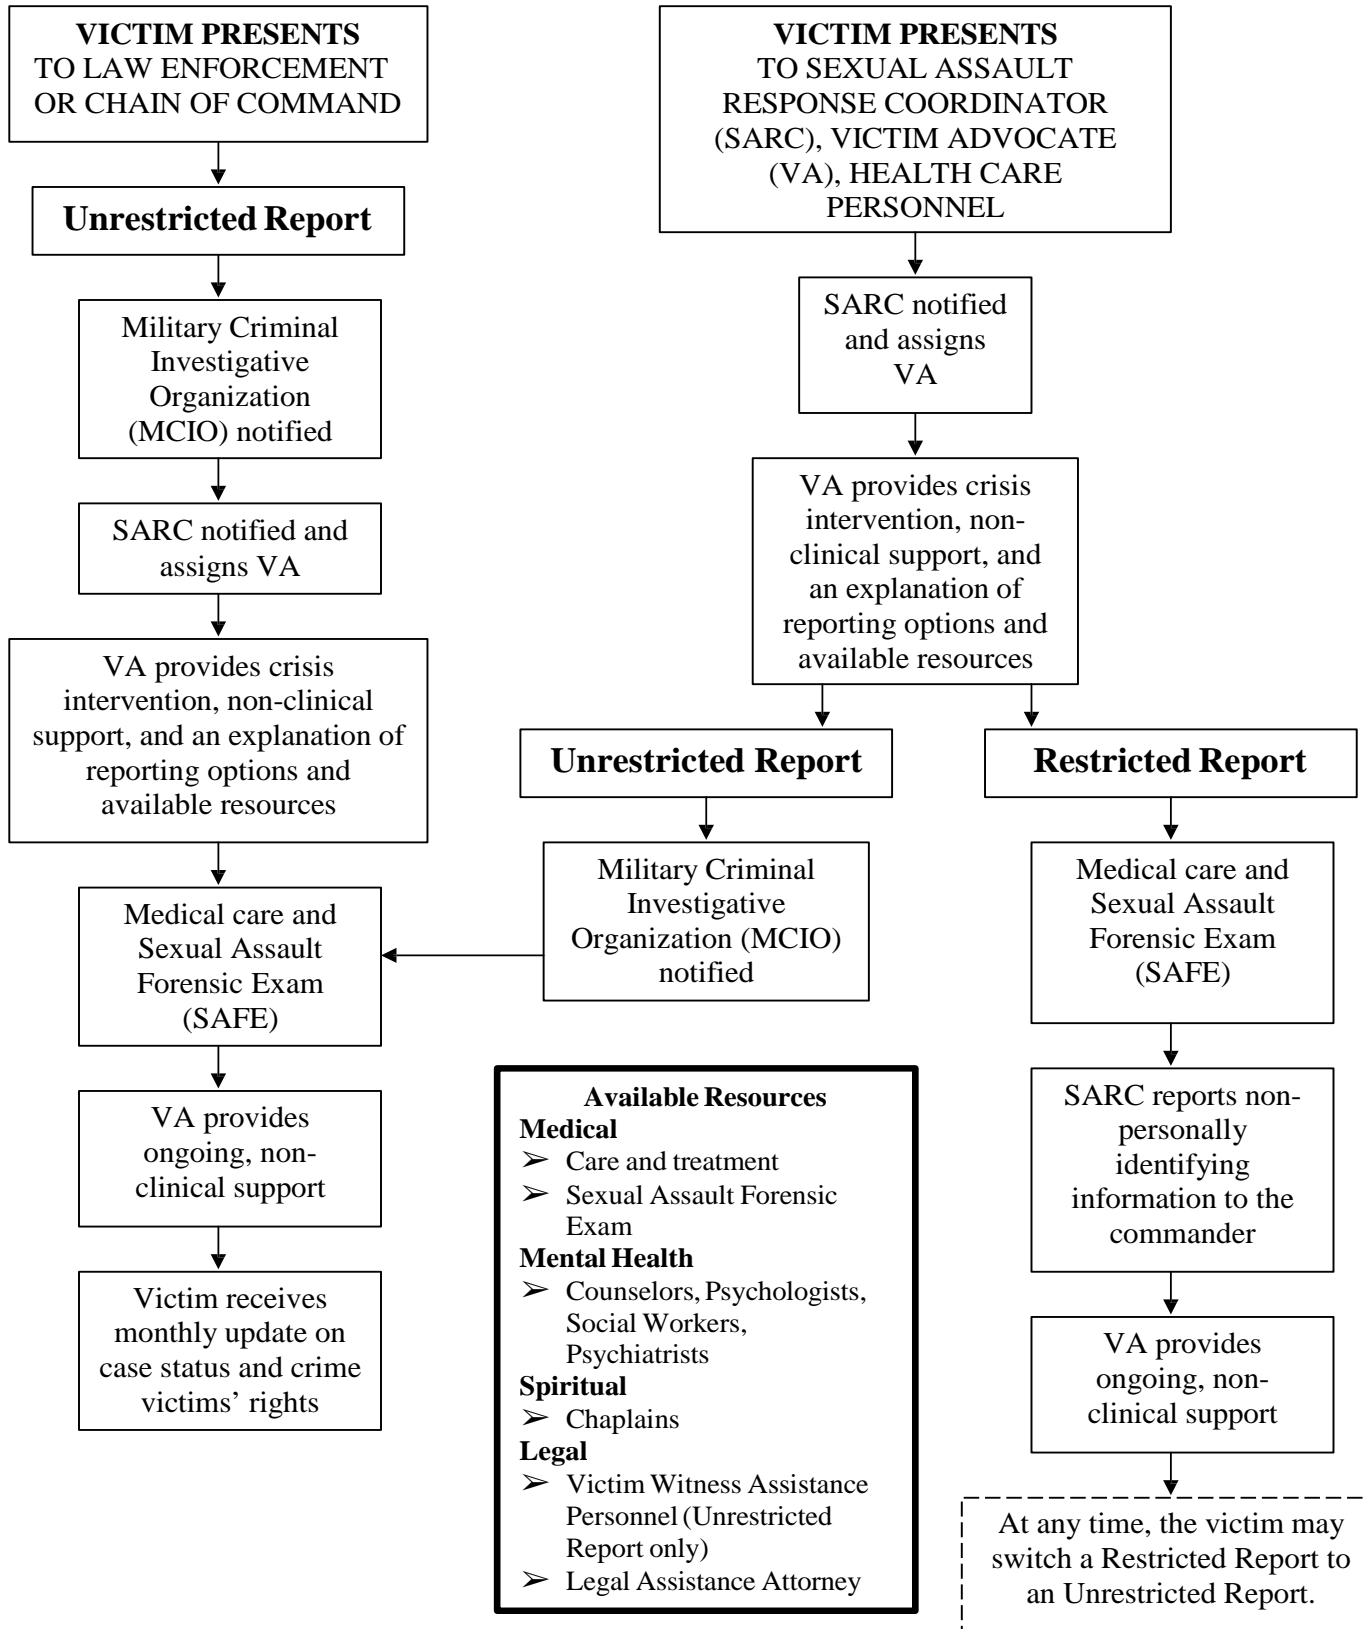 VICTIM PRESENTS
TO LAW ENFORCEMENT
OR CHAIN OF COMMAND
Unrestricted Report
Military Criminal
Investigative
Organization
(MCIO) notified
SARC notified and
assigns VA
VA provides crisis
intervention, non-clinical
support, and an explanation of
reporting options and
available resources
Medical care and
Sexual Assault
Forensic Exam
(SAFE)
VA provides
ongoing, non-
clinical support
Victim receives
monthly update on
case status and crime
victims’ rights
VICTIM PRESENTS
TO SEXUAL ASSAULT
RESPONSE COORDINATOR
(SARC), VICTIM ADVOCATE
(VA), HEALTH CARE
PERSONNEL
SARC notified
and assigns
VA
VA provides crisis
intervention, non-
clinical support, and
an explanation of
reporting options and
available resources
Unrestricted Report
Military Criminal
Investigative
Organization (MCIO)
notified
Restricted Report
Medical care and
Sexual Assault
Forensic Exam
(SAFE)
SARC reports non-
personally
identifying
information to the
commander
VA provides
ongoing, non-
clinical support
At any time, the victim may
switch a Restricted Report to
an Unrestricted Report.
Available Resources
Medical
➢ Care and treatment
➢ Sexual Assault Forensic
Exam
Mental Health
➢ Counselors, Psychologists,
Social Workers,
Psychiatrists
Spiritual
➢ Chaplains
Legal
➢ Victim Witness Assistance
Personnel (Unrestricted
Report only)
➢ Legal Assistance Attorney